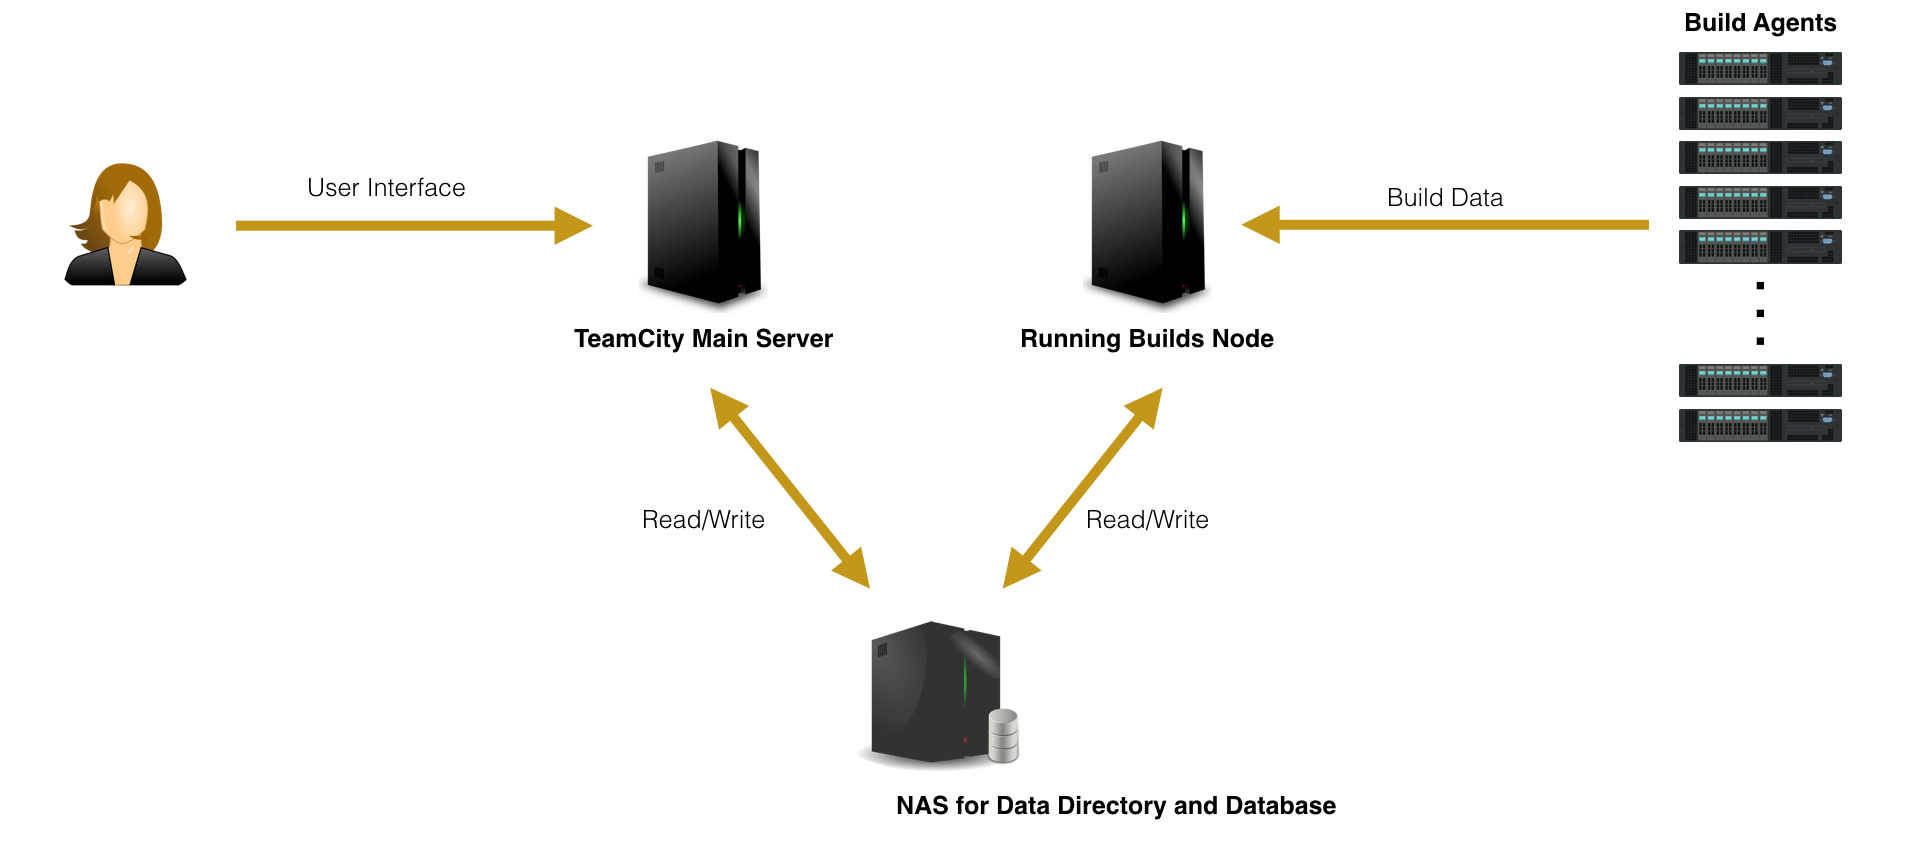 Build Agents
User Interface
Build Data
TeamCity Main Server
Running Builds Node
Read/Write
Read/Write
NAS for Data Directory and Database